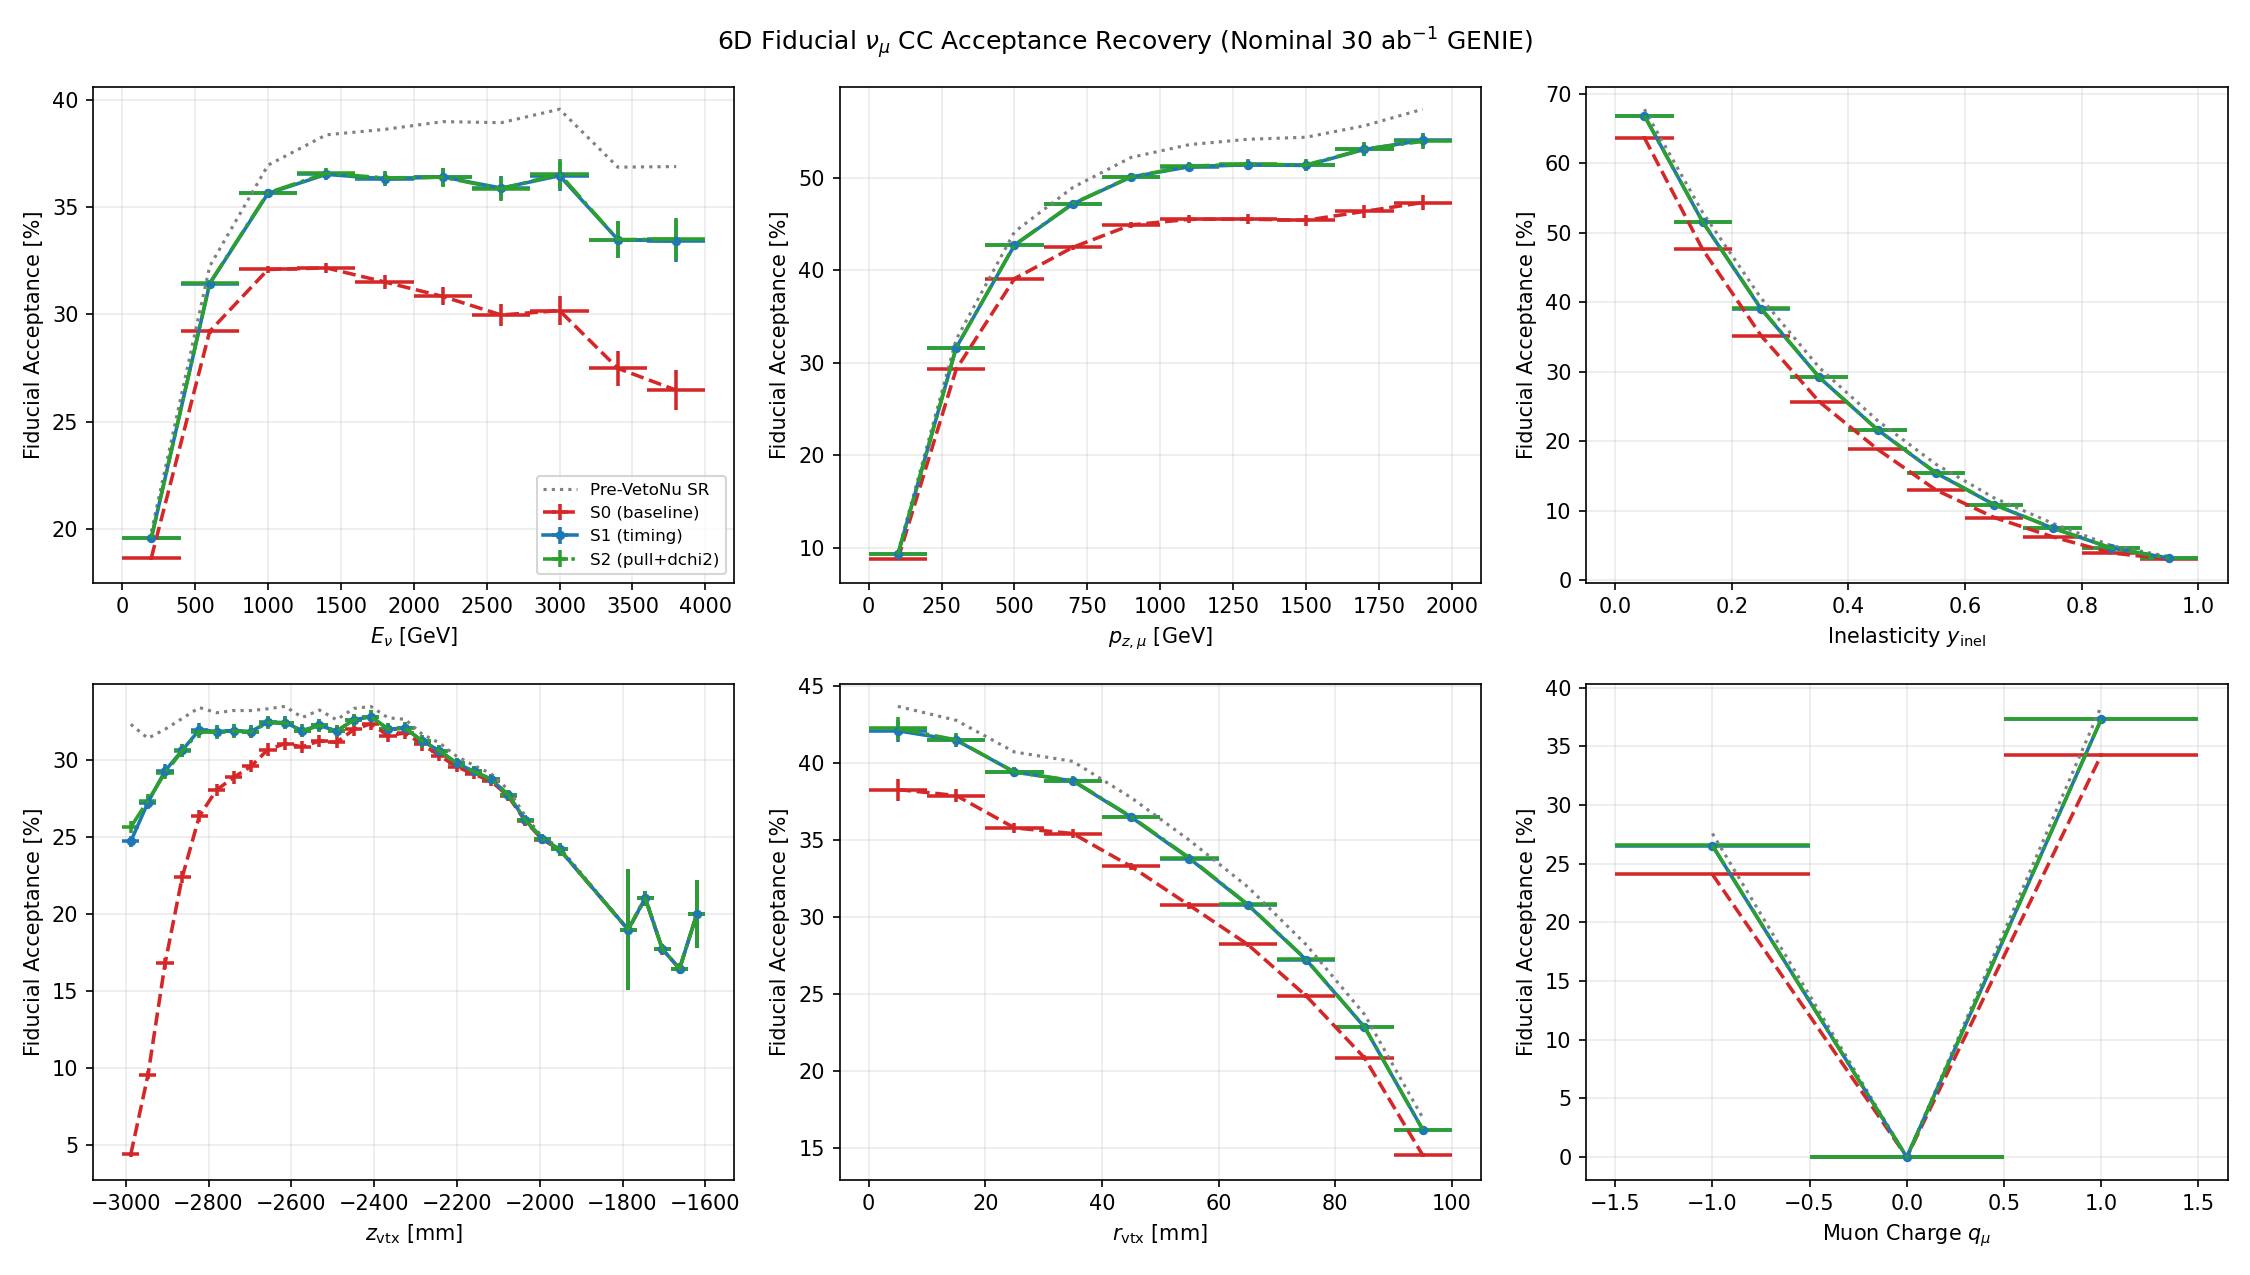 6D Fiducial νμ CC Acceptance Recovery (Nominal 30 ab⁻¹ GENIE)
Fiducial Acceptance [%]
40
35
30
25
20
Pre-VetoNu SR
S0 (baseline)
S1 (timing)
S2 (pull+dchi2)
0 500 1000 1500 2000 2500 3000 3500 4000
Eν [GeV]
Fiducial Acceptance [%]
50
40
30
20
10
0 250 500 750 1000 1250 1500 1750 2000
pz,μ [GeV]
Fiducial Acceptance [%]
70
60
50
40
30
20
10
0
0.0 0.2 0.4 0.6 0.8 1.0
Inelasticity yinel
Fiducial Acceptance [%]
30
25
20
15
10
5
−3000 −2800 −2600 −2400 −2200 −2000 −1800 −1600
zvtx [mm]
Fiducial Acceptance [%]
45
40
35
30
25
20
15
0 20 40 60 80 100
rvtx [mm]
Fiducial Acceptance [%]
40
35
30
25
20
15
10
5
0
−1.5 −1.0 −0.5 0.0 0.5 1.0 1.5
Muon Charge qμ